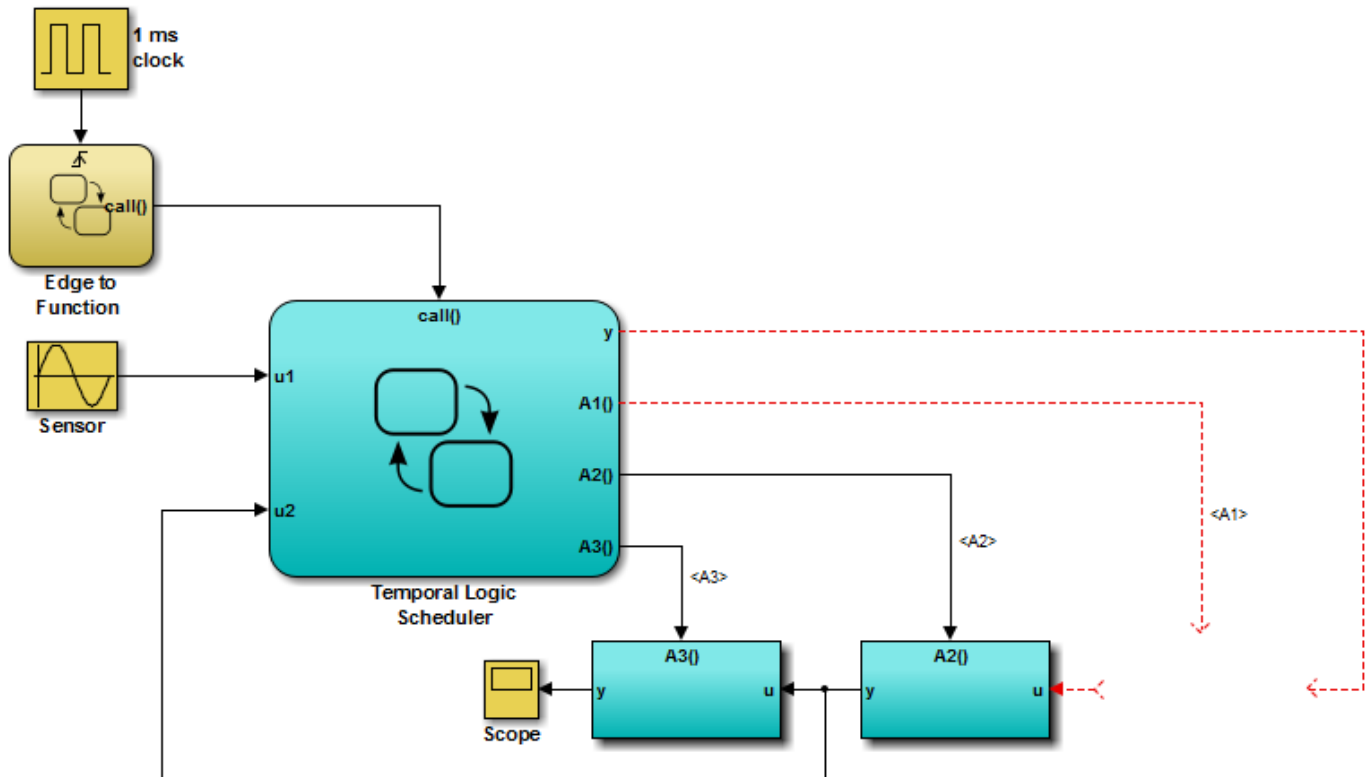 1 ms
clock
call()
Edge to
Function
call()
y
u1
Sensor
A1()
A2()
u2
<A1>
<A2>
A3()
<A3>
Temporal Logic
Scheduler
A3()
A2()
y
u
y
u
Scope